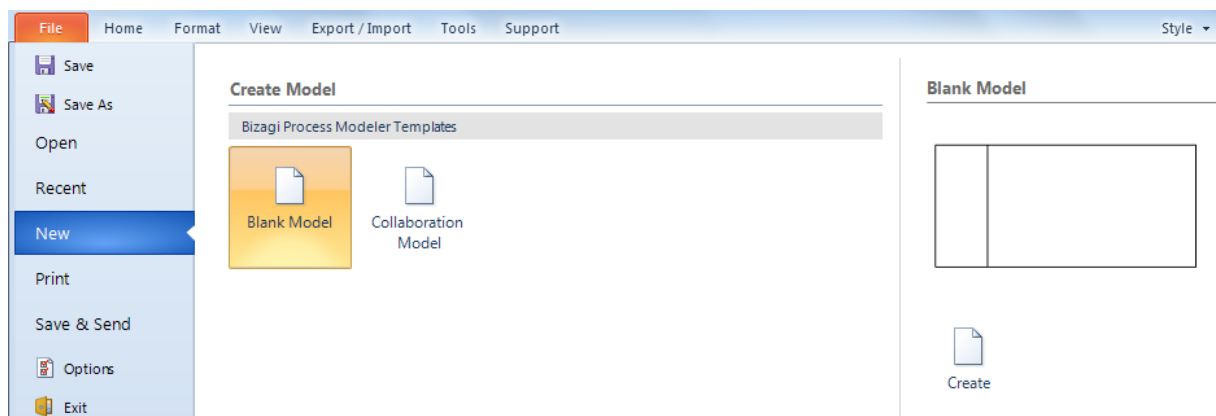 File Home Format View Export / Import Tools Support Style
Save
Save As
Open
Recent
New
Print
Save & Send
Options
Exit
Create Model
Bizagi Process Modeler Templates
Blank Model
Collaboration
Model
Blank Model
Create